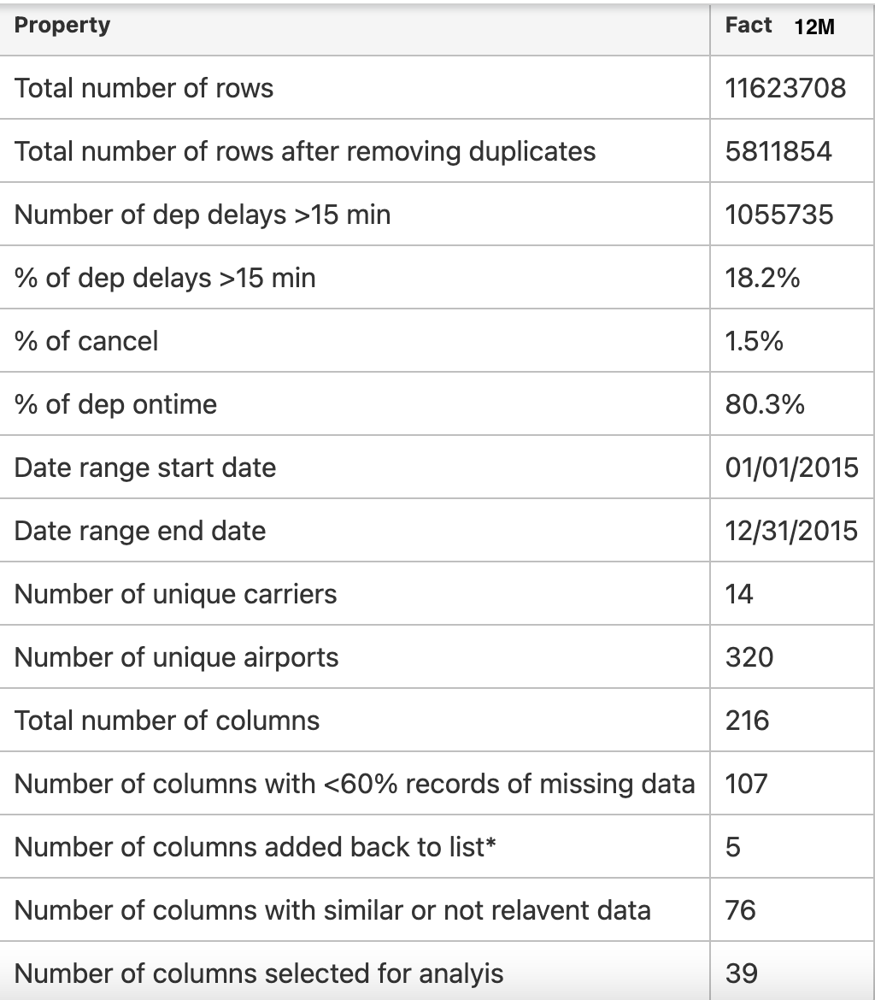 Property Fact 12M
Total number of rows 11623708
Total number of rows after removing duplicates 5811854
Number of dep delays >15 min 1055735
% of dep delays >15 min 18.2%
% of cancel 1.5%
% of dep ontime 80.3%
Date range start date 01/01/2015
Date range end date 12/31/2015
Number of unique carriers 14
Number of unique airports 320
Total number of columns 216
Number of columns with <60% records of missing data 107
Number of columns added back to list* 5
Number of columns with similar or not relavent data 76
Number of columns selected for analyis 39